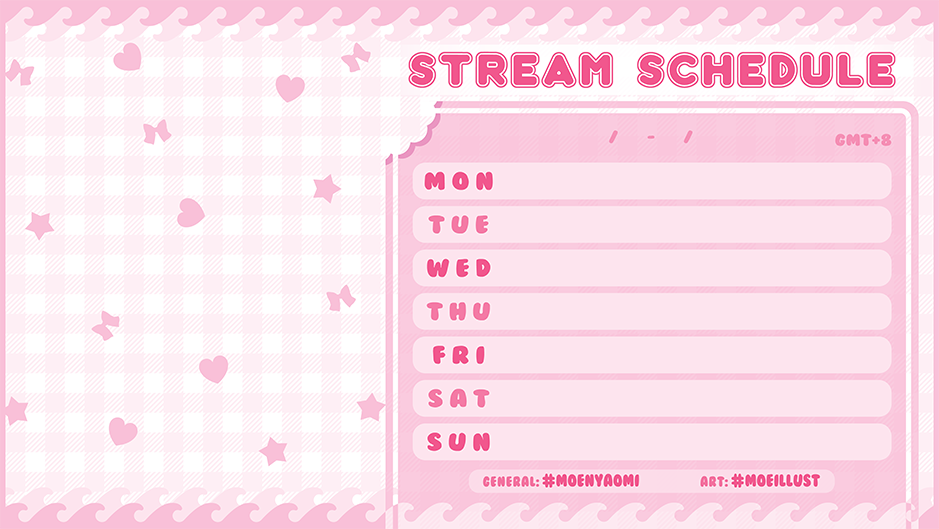 STREAM SCHEDULE
/ - / GMT+8
MON
TUE
WED
THU
FRI
SAT
SUN
GENERAL: #MOENYAOMI ART: #MOEILLUST